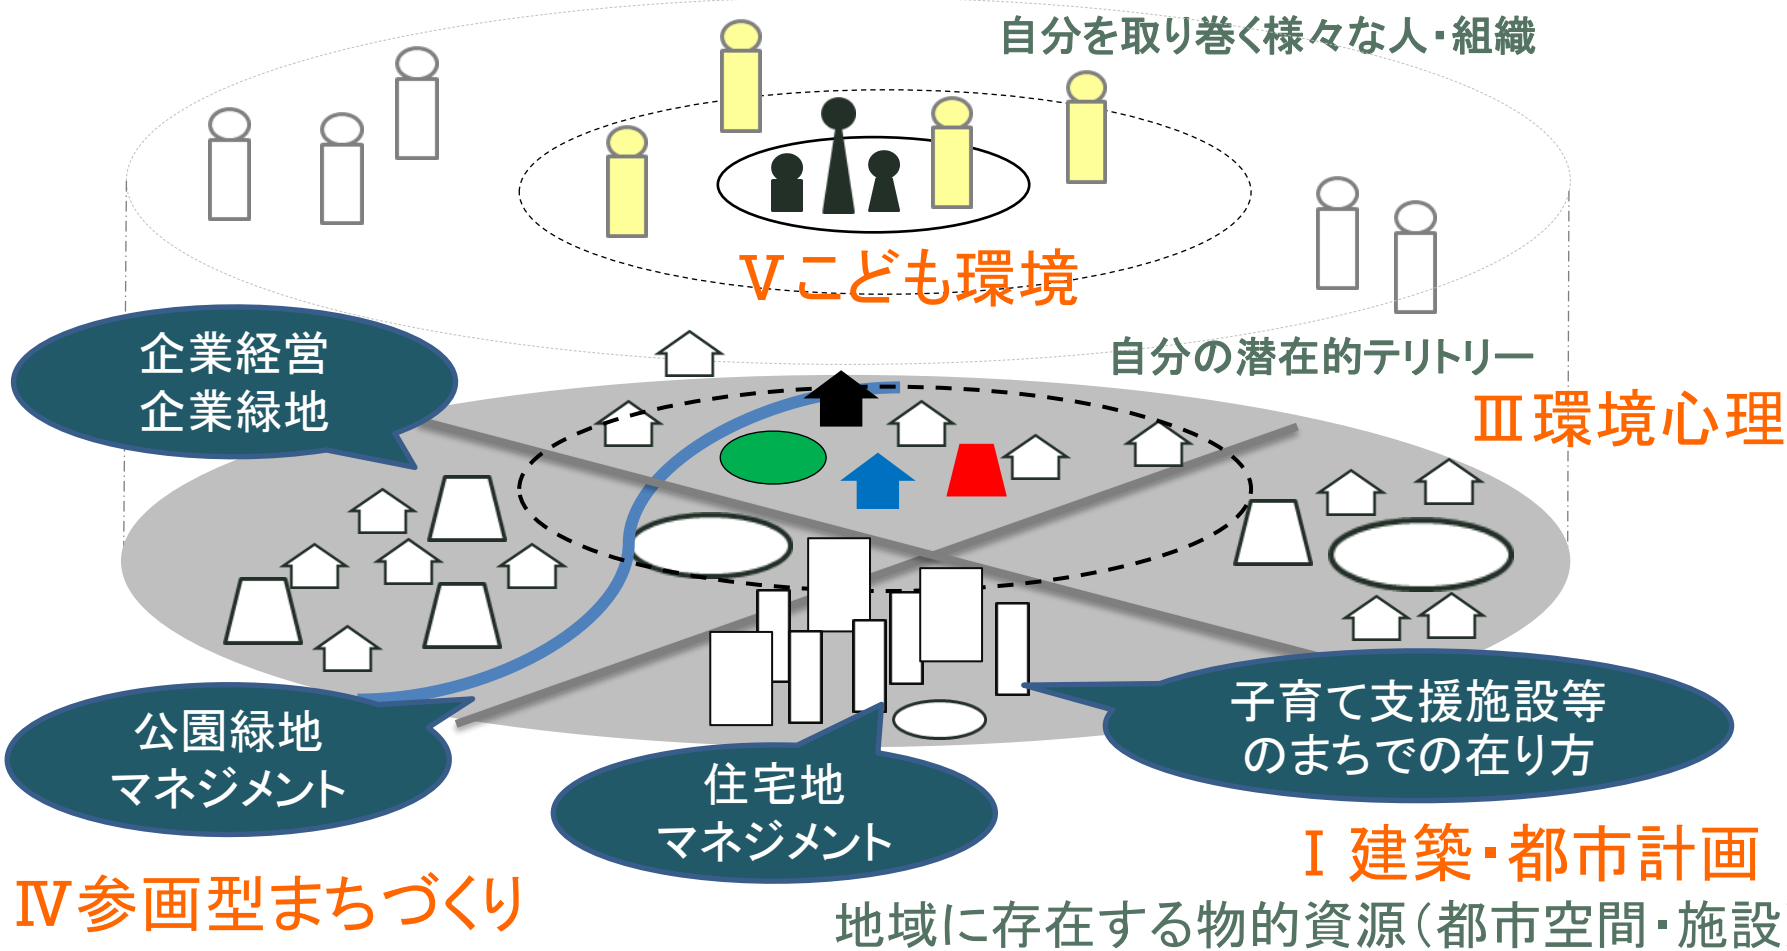 自分を取り巻く様々な人・組織
Ⅴこども環境
自分の潜在的テリトリー
企業経営
企業緑地
Ⅲ環境心理
公園緑地
マネジメント
住宅地
マネジメント
子育て支援施設等
のまちでの在り方
Ⅰ建築・都市計画
Ⅳ参画型まちづくり
地域に存在する物的資源（都市空間・施設